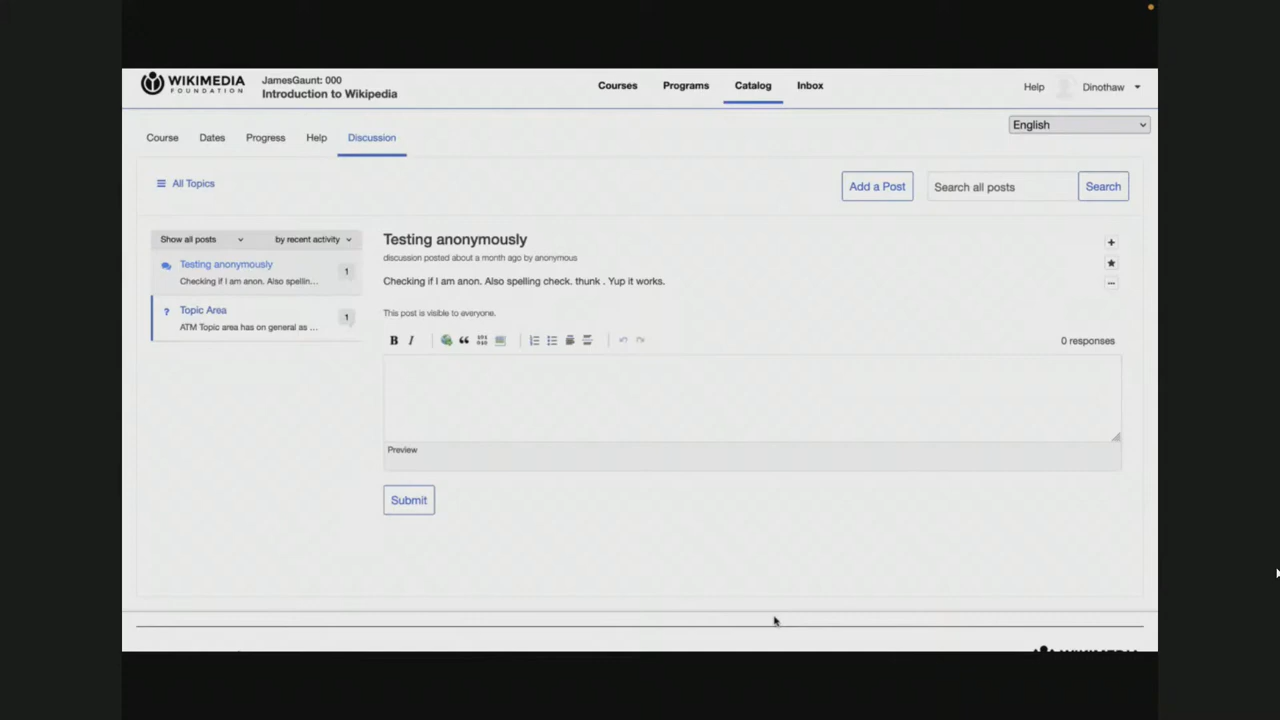 WIKIMEDIA
FOUNDATION
JamesGaunt: 000
Introduction to Wikipedia
Courses Programs Catalog Inbox
Help Dinothaw
English
Course Dates Progress Help Discussion
All Topics
Add a Post Search all posts Search
Show all posts by recent activity
Testing anonymously
Checking if I am anon. Also spellin...
1
Topic Area
ATM Topic area has on general as ...
1
Testing anonymously
discussion posted about a month ago by anonymous
Checking if I am anon. Also spelling check. thunk . Yup it works.
This post is visible to everyone.
B I
0 responses
Preview
Submit
WIKIMEDIA